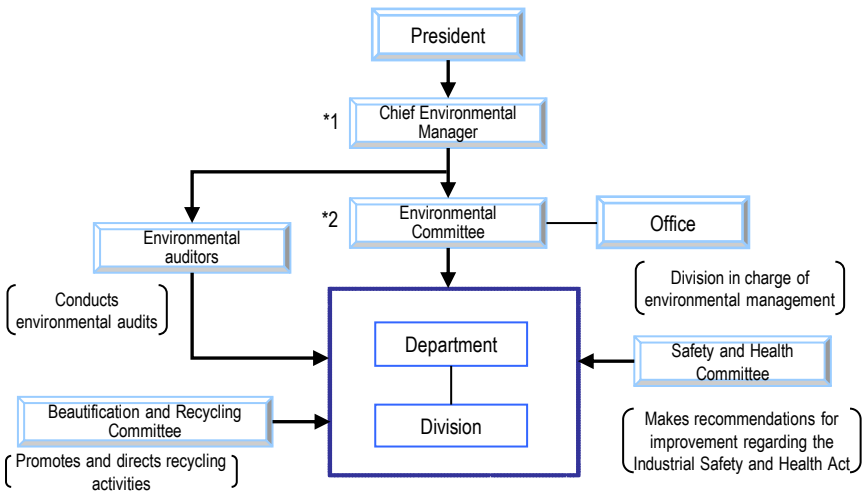 President
*1
Chief Environmental
Manager
*2
Environmental
Committee
Office
Environmental
auditors
Division in charge of
environmental management
Conducts
environmental audits
Department
Safety and Health
Committee
Beautification and Recycling
Committee
Division
Makes recommendations for
improvement regarding the
Industrial Safety and Health Act
Promotes and directs recycling
activities